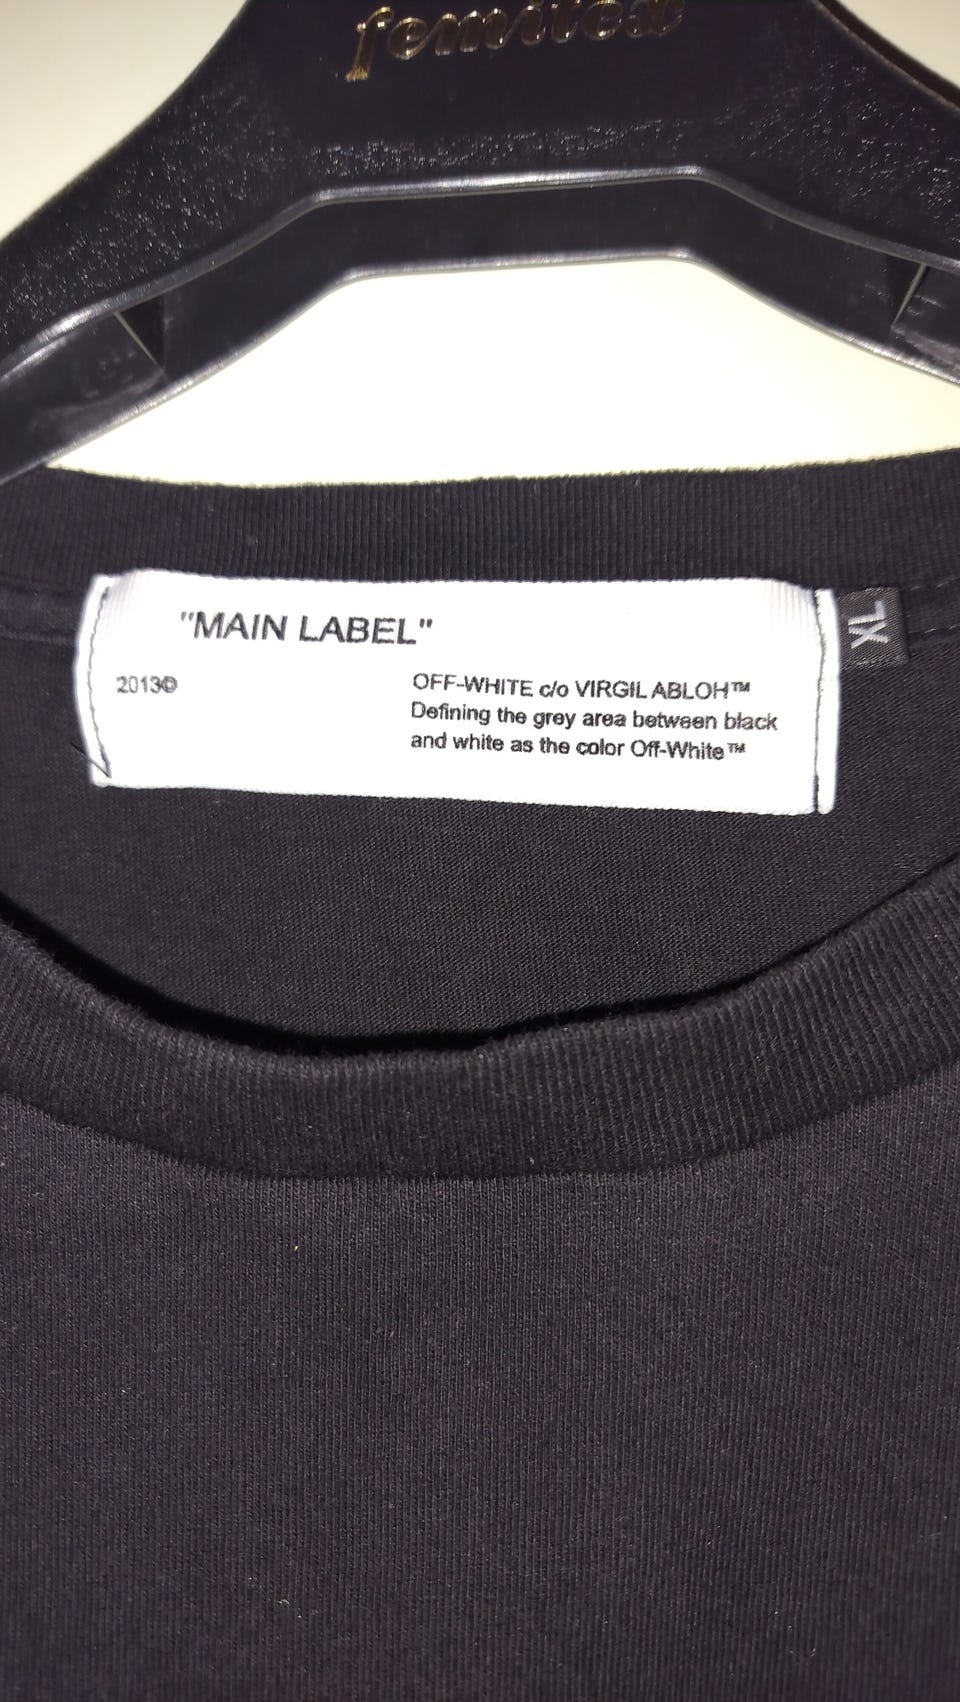 femitex
"MAIN LABEL"
2013©
OFF-WHITE c/o VIRGIL ABLOH™
Defining the grey area between black
and white as the color Off-White™
XL